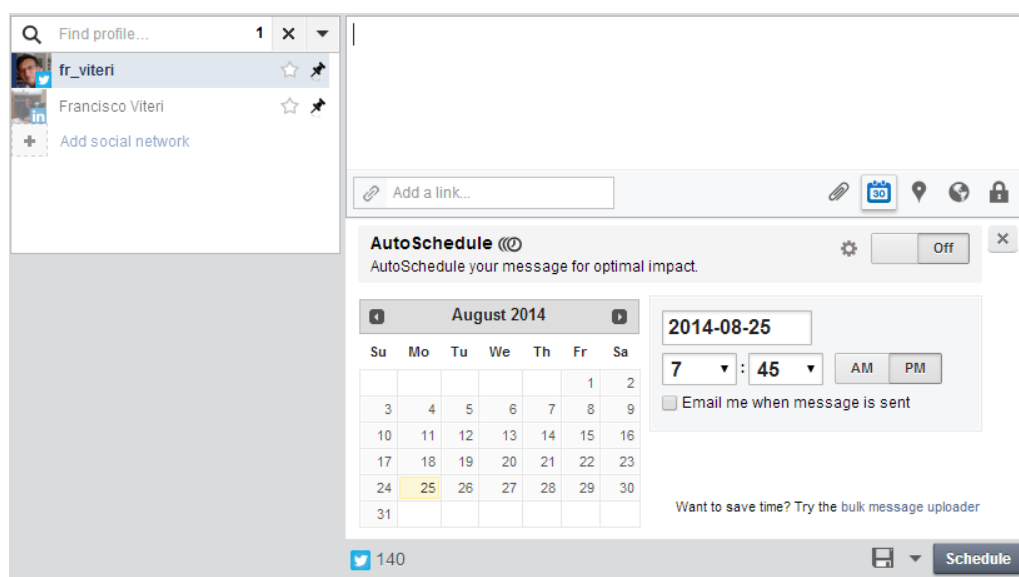 Find profile... 1
fr_viteri
Francisco Viteri
in
Add social network
Add a link...
30
AutoSchedule
AutoSchedule your message for optimal impact.
Off
August 2014
Su Mo Tu We Th Fr Sa
1 2
3 4 5 6 7 8 9
10 11 12 13 14 15 16
17 18 19 20 21 22 23
24 25 26 27 28 29 30
31
2014-08-25
7 : 45 AM PM
Email me when message is sent
Want to save time? Try the bulk message uploader
140
Schedule